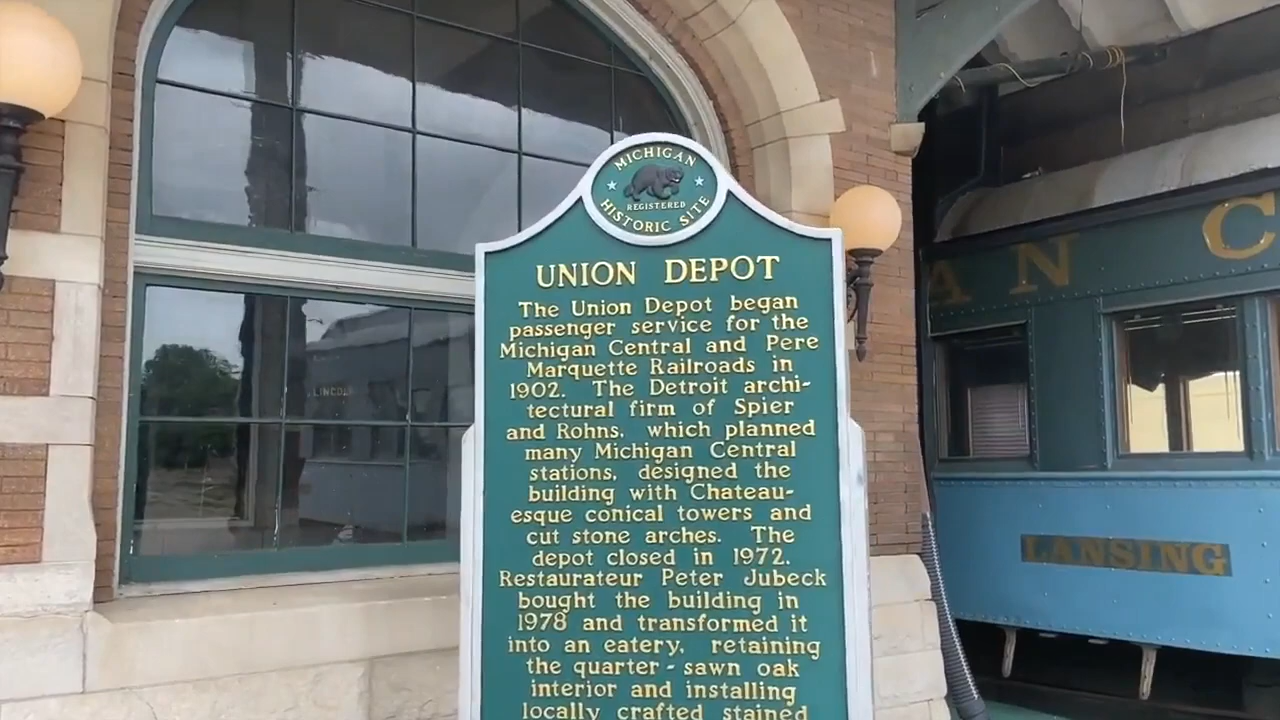 MICHIGAN
REGISTERED
HISTORIC SITE
UNION DEPOT
The Union Depot began
passenger service for the
Michigan Central and Pere
Marquette Railroads in
1902. The Detroit archi-
tectural firm of Spier
and Rohns, which planned
many Michigan Central
stations, designed the
building with Chateau-
esque conical towers and
cut stone arches. The
depot closed in 1972.
Restaurateur Peter Jubeck
bought the building in
1978 and transformed it
into an eatery, retaining
the quarter-sawn oak
interior and installing
locally crafted stained
AN C
LANSING
LINCOLN